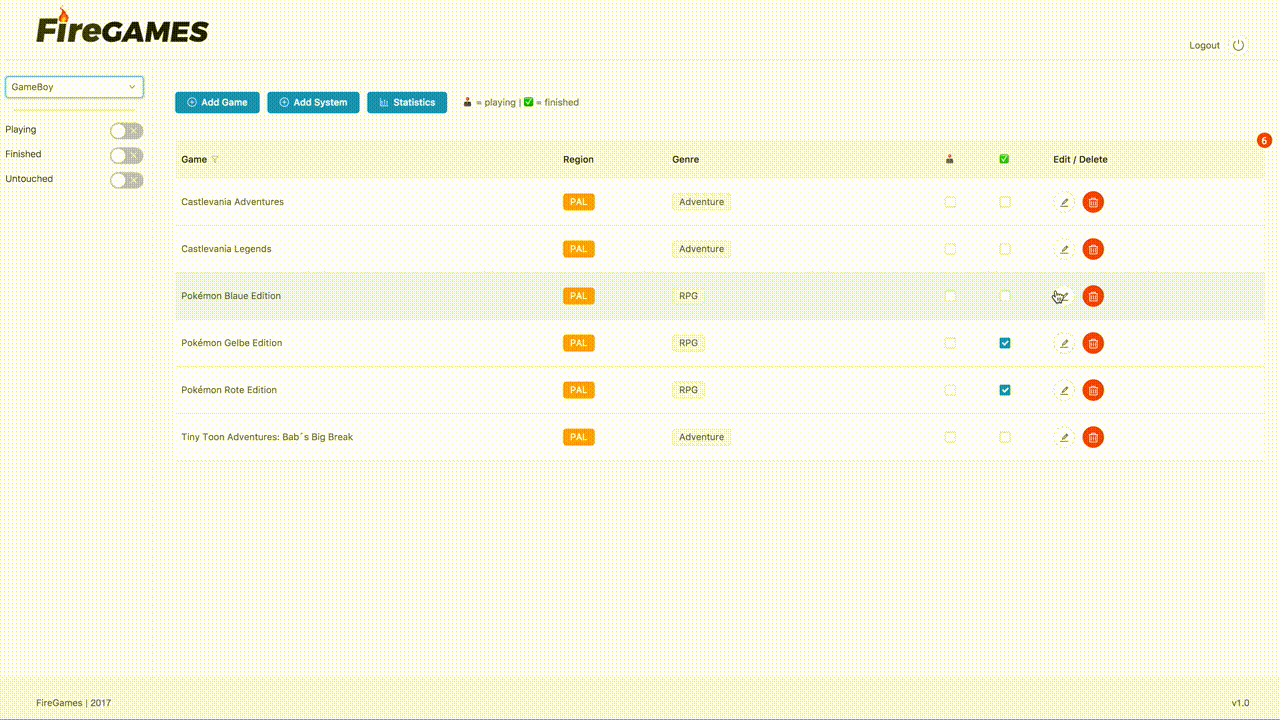 FireGAMES
Logout
GameBoy
Add Game Add System Statistics = playing | ✅ = finished
Playing
Finished
Untouched
6
Game Region Genre ✅ Edit / Delete
Castlevania Adventures PAL Adventure
Castlevania Legends PAL Adventure
Pokémon Blaue Edition PAL RPG
Pokémon Gelbe Edition PAL RPG
Pokémon Rote Edition PAL RPG
Tiny Toon Adventures: Bab´s Big Break PAL Adventure
FireGames | 2017 v1.0